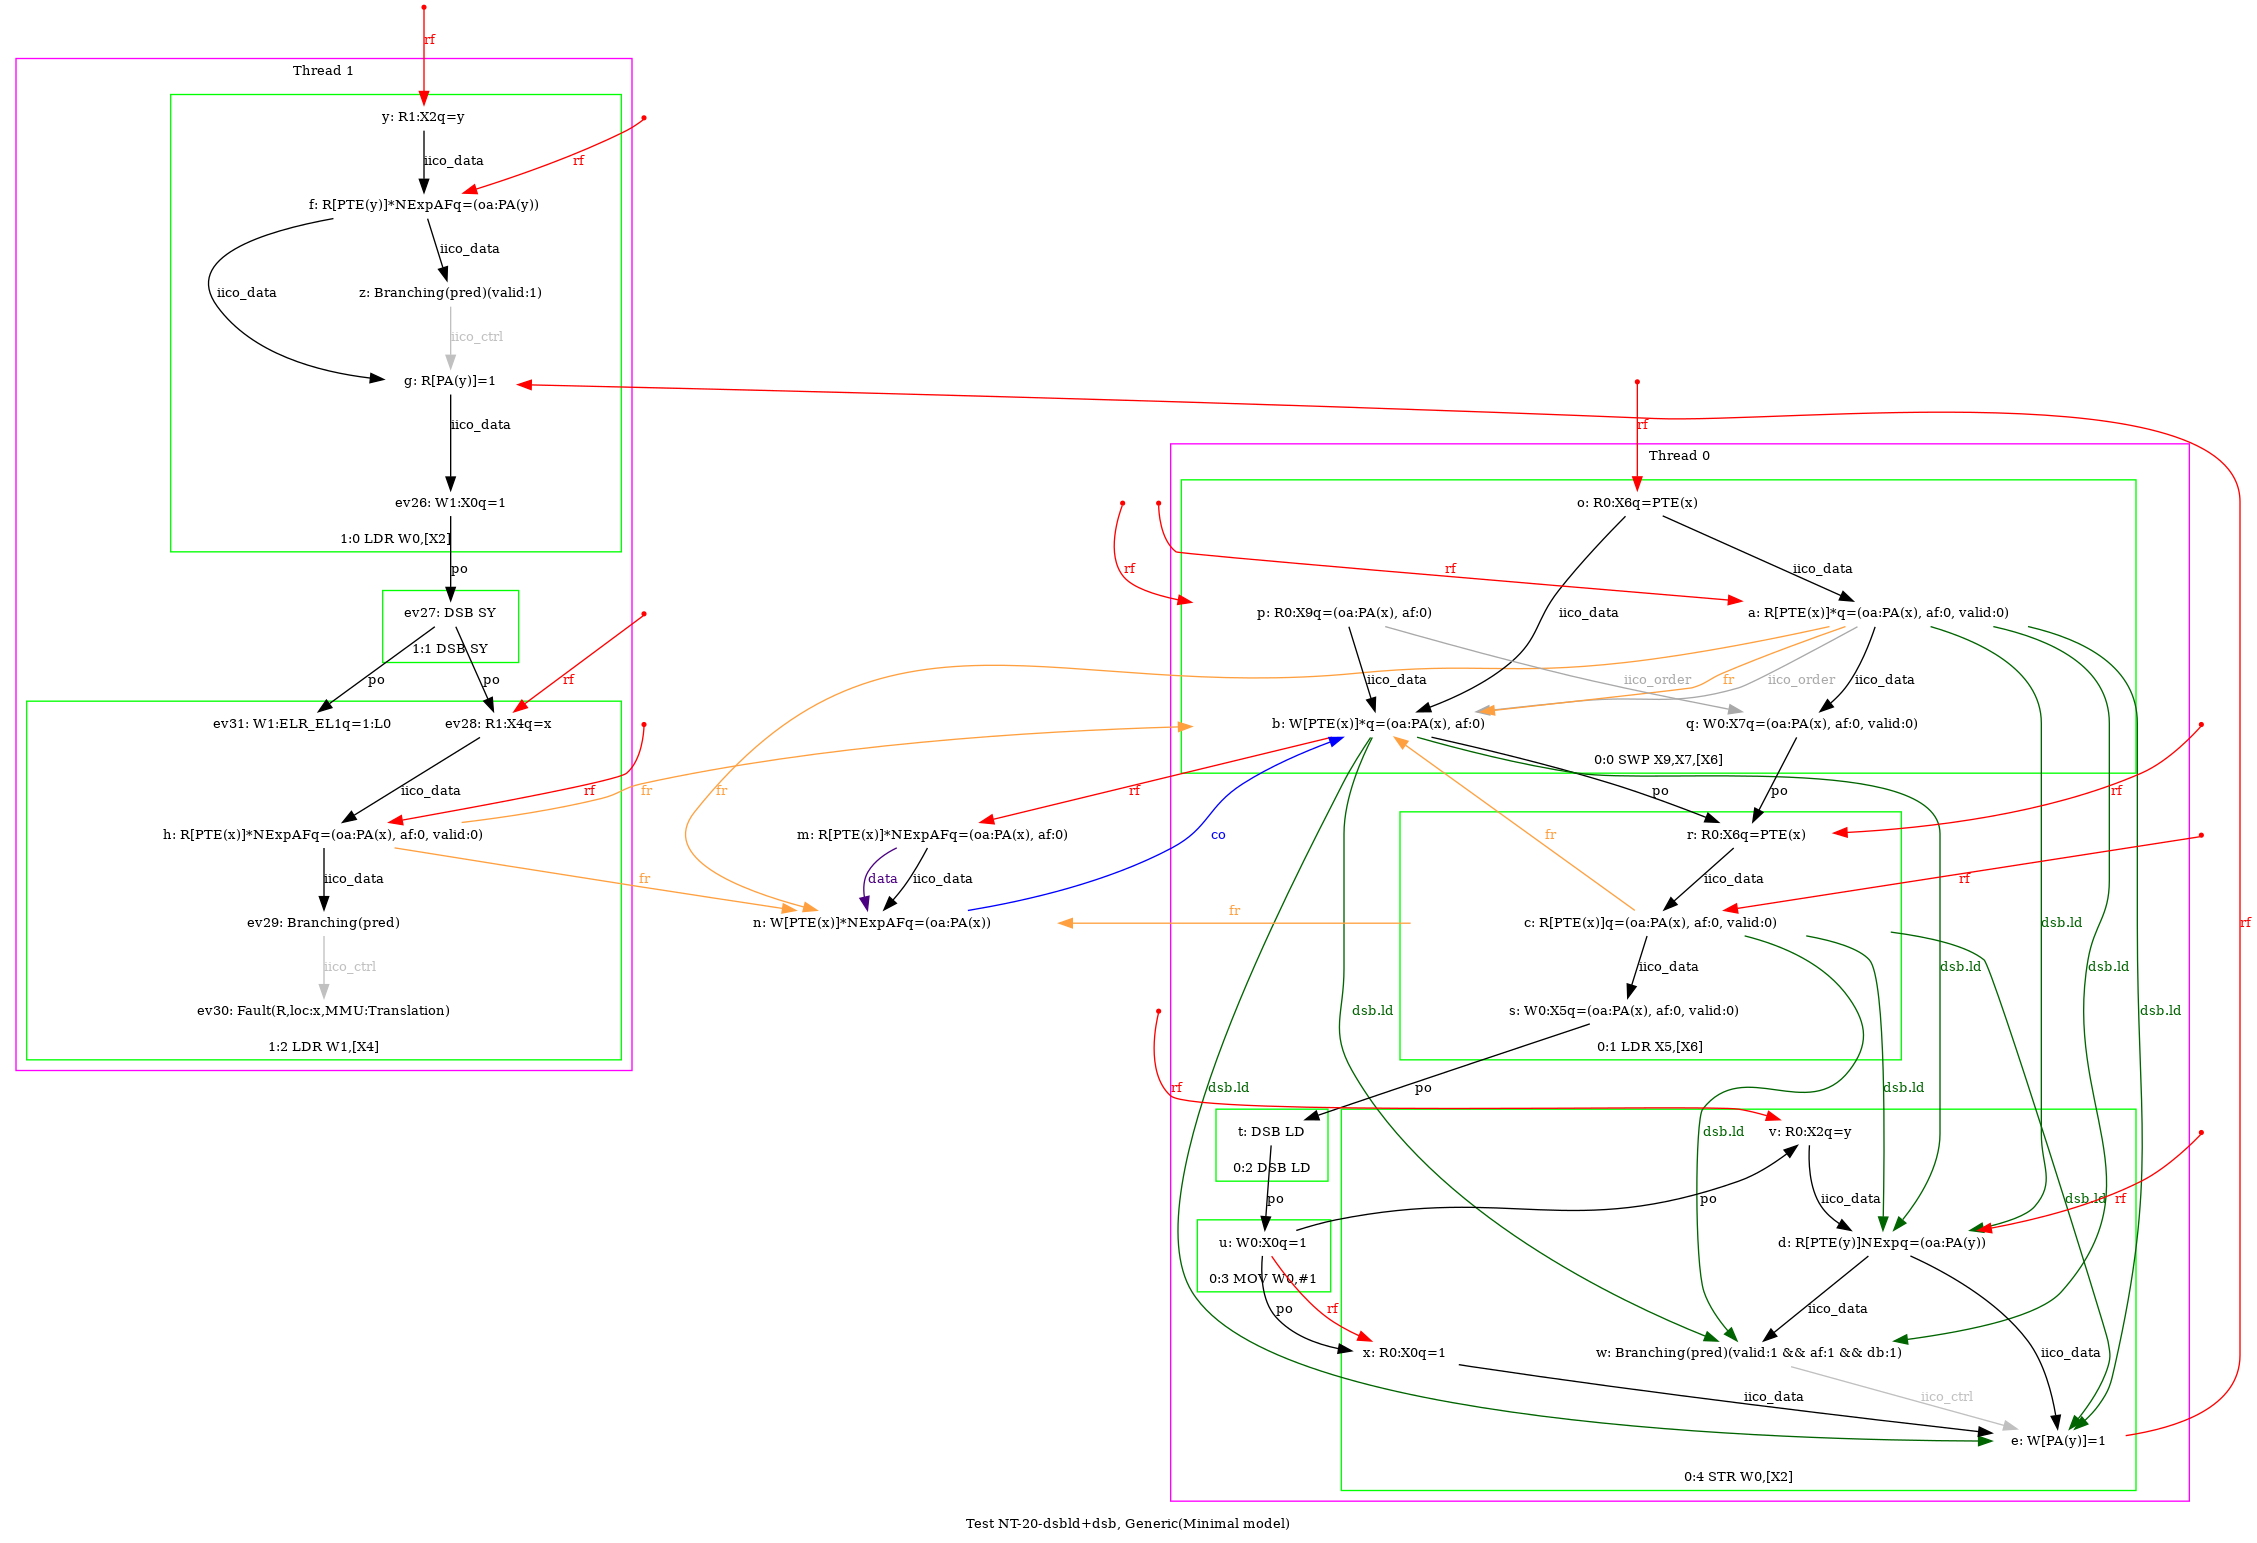 rf
Thread 1
y: R1:X2q=y
iico_data
rf
f: R[PTE(y)]*NExpAFq=(oa:PA(y))
iico_data
iico_data
z: Branching(pred)(valid:1)
iico_ctrl
g: R[PA(y)]=1
iico_data
ev26: W1:X0q=1
1:0 LDR W0,[X2]
po
ev27: DSB SY
1:1 DSB SY
po
po
rf
ev31: W1:ELR_EL1q=1:L0
ev28: R1:X4q=x
iico_data
rf
fr
h: R[PTE(x)]*NExpAFq=(oa:PA(x), af:0, valid:0)
iico_data
fr
ev29: Branching(pred)
iico_ctrl
ev30: Fault(R,loc:x,MMU:Translation)
1:2 LDR W1,[X4]
fr
rf
m: R[PTE(x)]*NExpAFq=(oa:PA(x), af:0)
data
iico_data
co
n: W[PTE(x)]*NExpAFq=(oa:PA(x))
fr
rf
Thread 0
o: R0:X6q=PTE(x)
iico_data
rf
rf
p: R0:X9q=(oa:PA(x), af:0)
iico_data
a: R[PTE(x)]*q=(oa:PA(x), af:0, valid:0)
iico_data
iico_order
fr
iico_order
iico_data
b: W[PTE(x)]*q=(oa:PA(x), af:0)
q: W0:X7q=(oa:PA(x), af:0, valid:0)
0:0 SWP X9,X7,[X6]
po
po
rf
fr
r: R0:X6q=PTE(x)
iico_data
rf
c: R[PTE(x)]q=(oa:PA(x), af:0, valid:0)
dsb.ld
iico_data
dsb.ld
dsb.ld
dsb.ld
s: W0:X5q=(oa:PA(x), af:0, valid:0)
dsb.ld
dsb.ld
0:1 LDR X5,[X6]
rf
dsb.ld
po
dsb.ld
t: DSB LD
dsb.ld
v: R0:X2q=y
0:2 DSB LD
po
po
iico_data
dsb.ld
rf
u: W0:X0q=1
d: R[PTE(y)]NExpq=(oa:PA(y))
0:3 MOV W0,#1
po
rf
iico_data
iico_data
x: R0:X0q=1
w: Branching(pred)(valid:1 && af:1 && db:1)
iico_data
iico_ctrl
e: W[PA(y)]=1
rf
0:4 STR W0,[X2]
Test NT-20-dsbld+dsb, Generic(Minimal model)